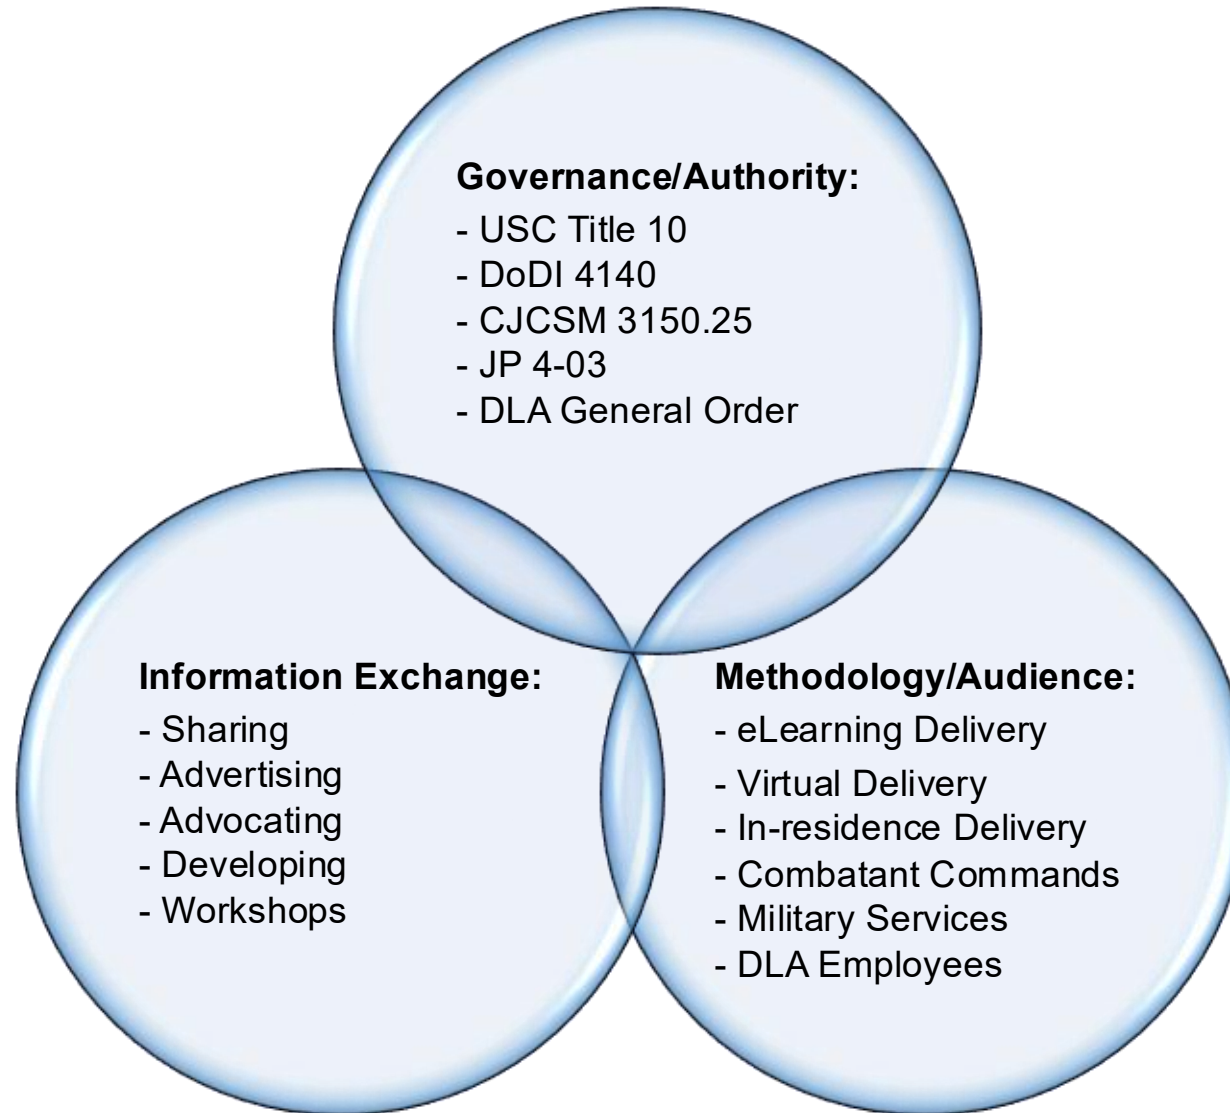 Governance/Authority:
- USC Title 10
- DoDI 4140
- CJCSM 3150.25
- JP 4-03
- DLA General Order
Information Exchange:
- Sharing
- Advertising
- Advocating
- Developing
- Workshops
Methodology/Audience:
- eLearning Delivery
- Virtual Delivery
- In-residence Delivery
- Combatant Commands
- Military Services
- DLA Employees